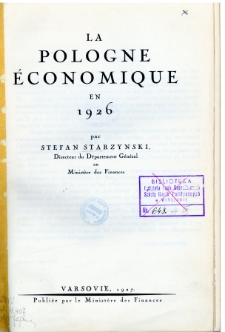 LA
POLOGNE
ÉCONOMIQUE
EN
1926
par
STEFAN STARZYNSKI,
Directeur du Département Général
au
Ministère des Finances
BIBLIOTEKA
VARSOVIE, 1927.
Publiée par le Ministère des Finances.